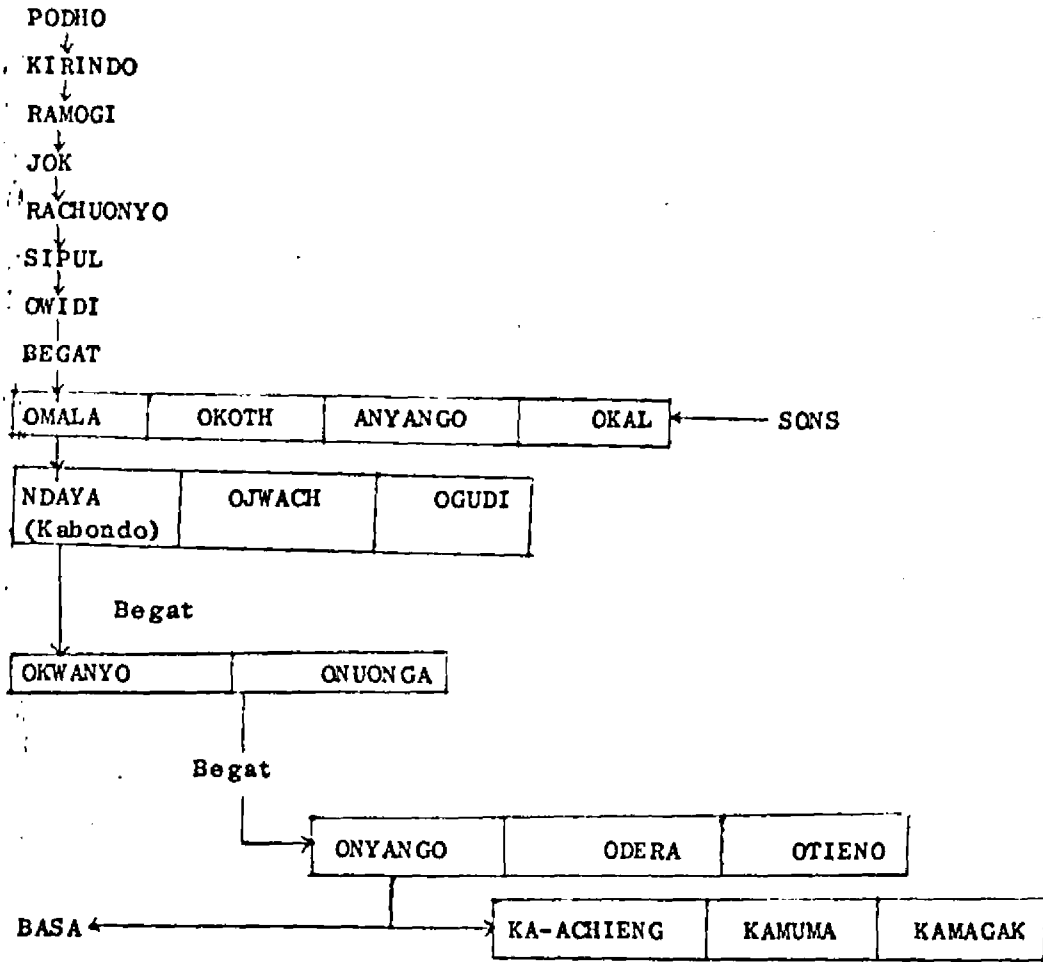 PODHO
KIRINDO
RAMOGI
JOK
RACHUONYO
SIPUL
OWIDI
BEGAT
OMALA OKOTH ANYANGO OKAL SONS
NDAYA OJWACH OGUDI
(Kabondo)
Begat
OKWANYO ONUONGA
Begat
ONYANGO ODERA OTIENO
BASA KA-ACHIENG KAMUMA KAMAGAK